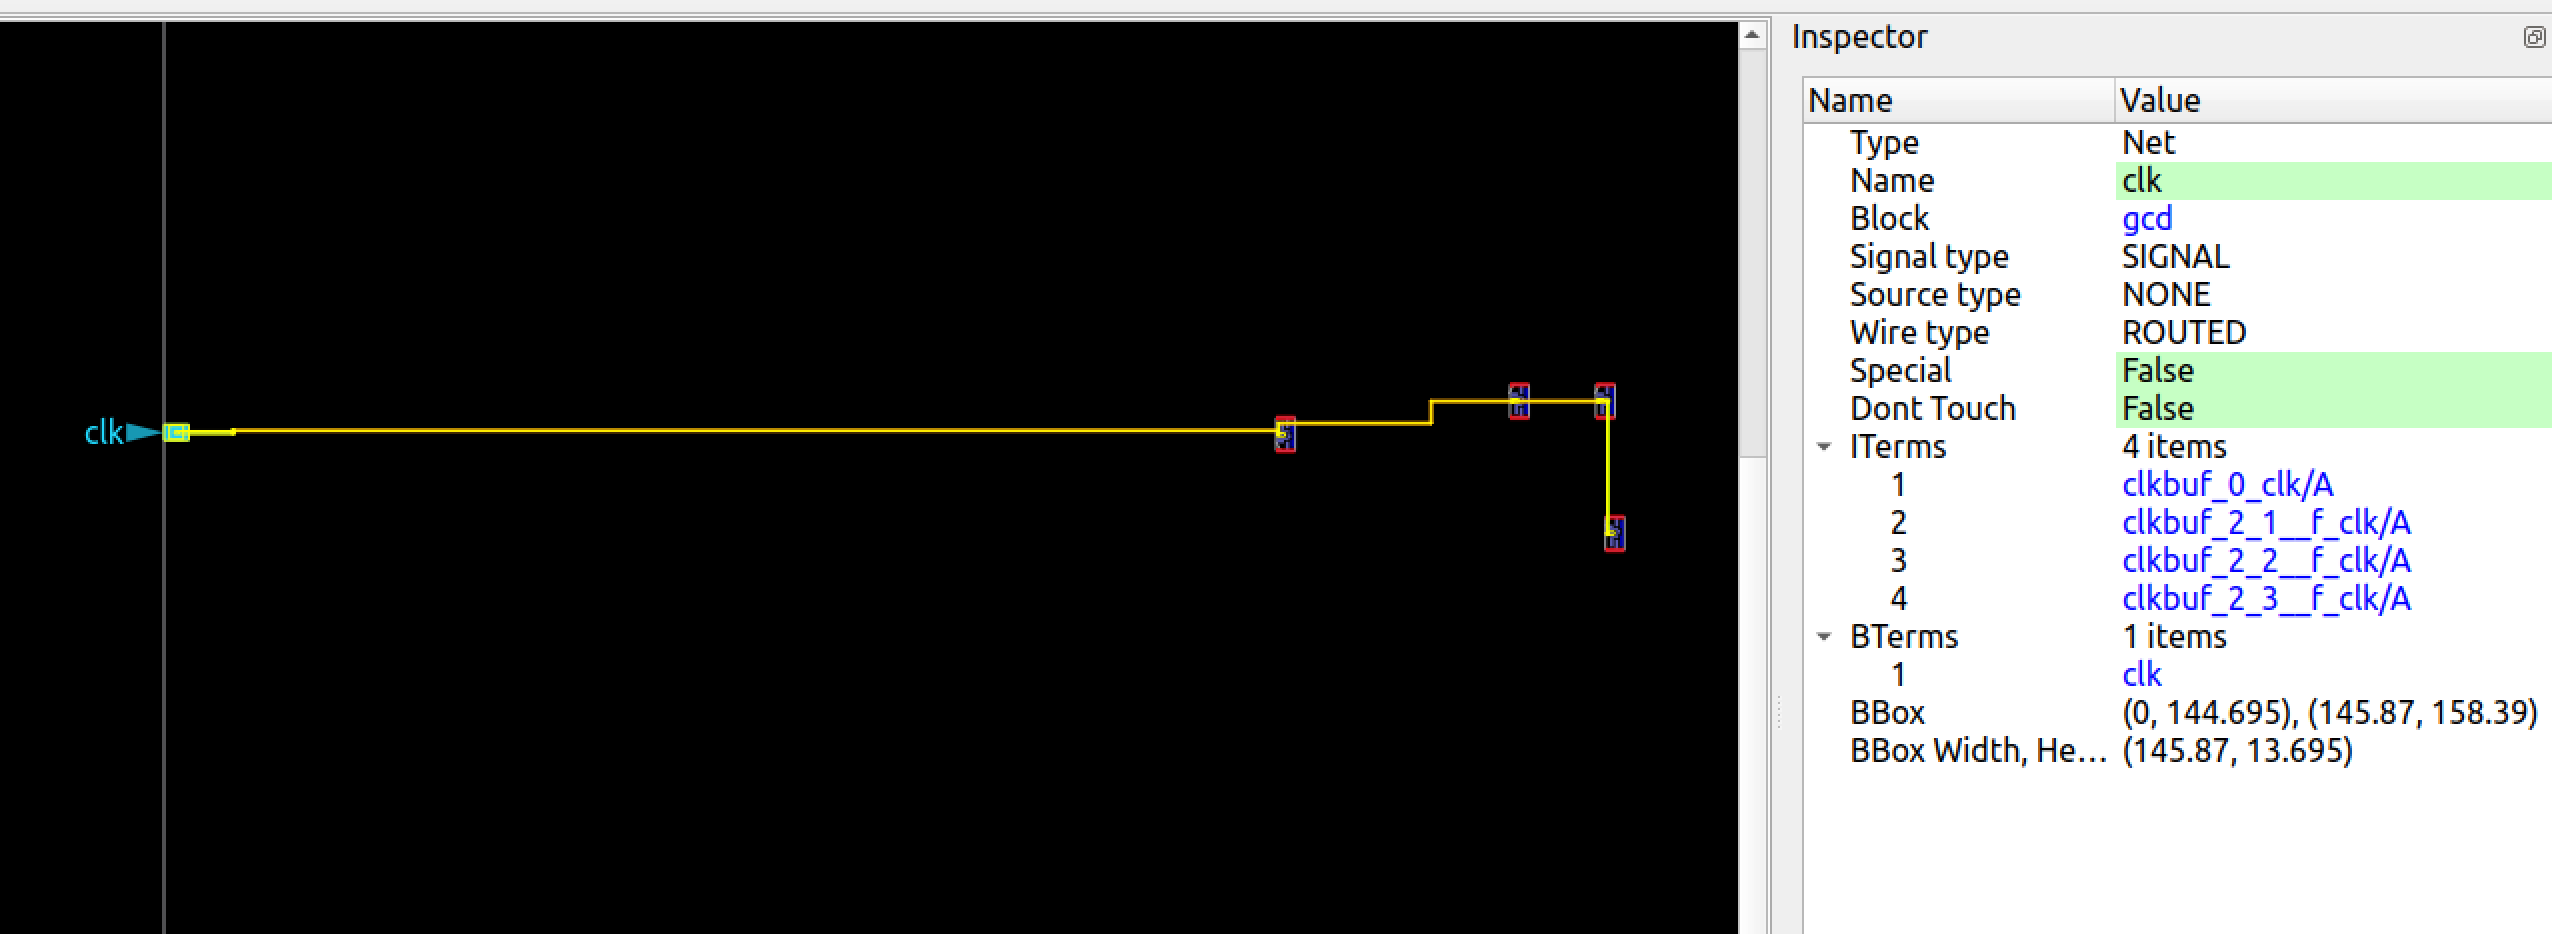 clk
Inspector
Name Value
Type Net
Name clk
Block gcd
Signal type SIGNAL
Source type NONE
Wire type ROUTED
Special False
Dont Touch False
ITerms 4 items
1 clkbuf_0_clk/A
2 clkbuf_2_1__f_clk/A
3 clkbuf_2_2__f_clk/A
4 clkbuf_2_3__f_clk/A
BTerms 1 items
1 clk
BBox (0, 144.695), (145.87, 158.39)
BBox Width, He... (145.87, 13.695)